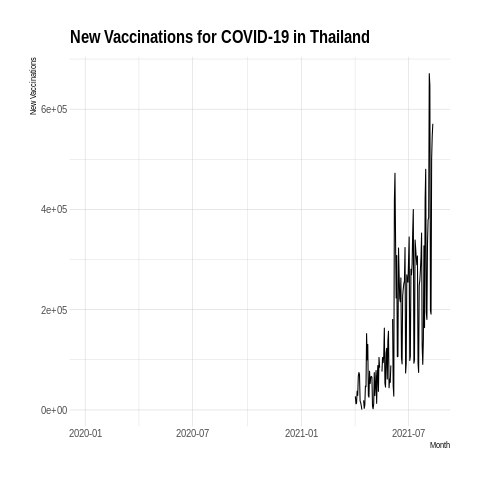 New Vaccinations for COVID-19 in Thailand
New Vaccinations
6e+05
4e+05
2e+05
0e+00
2020-01 2020-07 2021-01 2021-07
Month